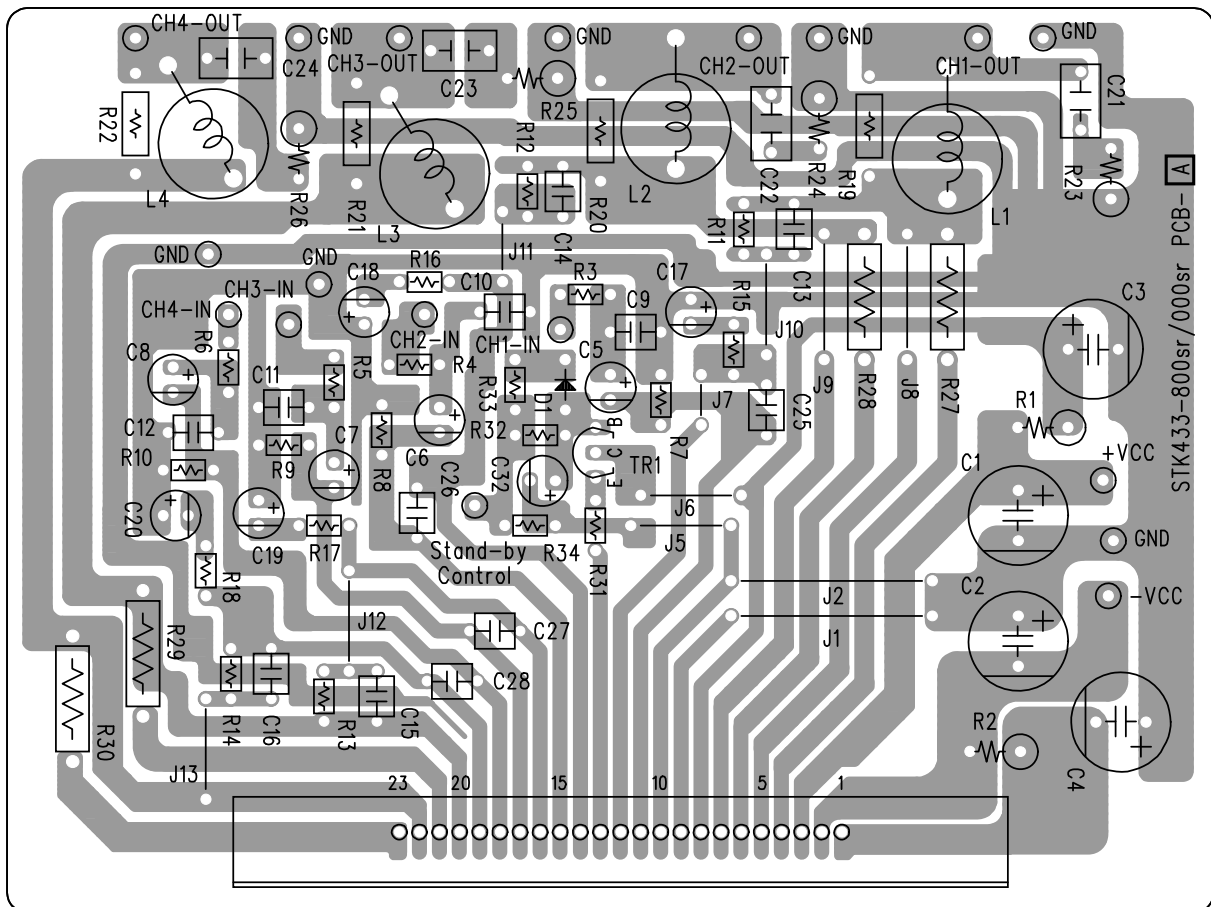 CH4-OUT
GND
CH3-OUT
GND
CH2-OUT
GND
CH1-OUT
C24
C23
C21
R22
R25
R12
L4
R26
R21
L3
R20
L2
C22
R24
R19
L1
R23
STK433-800sr/000sr PCB- A
GND
GND
R16
C10
J11
C14
R3
C17
R11
R15
C13
J10
C3
CH3-IN
C18
CH4-IN
CH2-IN
CH1-IN
C9
C8
R6
C11
R5
R4
C5
R33
D1
J7
J9
R28
J8
R27
C12
R10
R9
C7
R8
C6
R32
C26
C32
B
C
E
TR1
R7
C25
R1
+VCC
C1
C20
C19
R17
Stand-by
Control
R34
R31
J6
J5
GND
R18
J12
C27
J2
J1
C2
-VCC
R29
C28
R30
R14
C16
R13
C15
J13
R2
C4
23
20
15
10
5
1